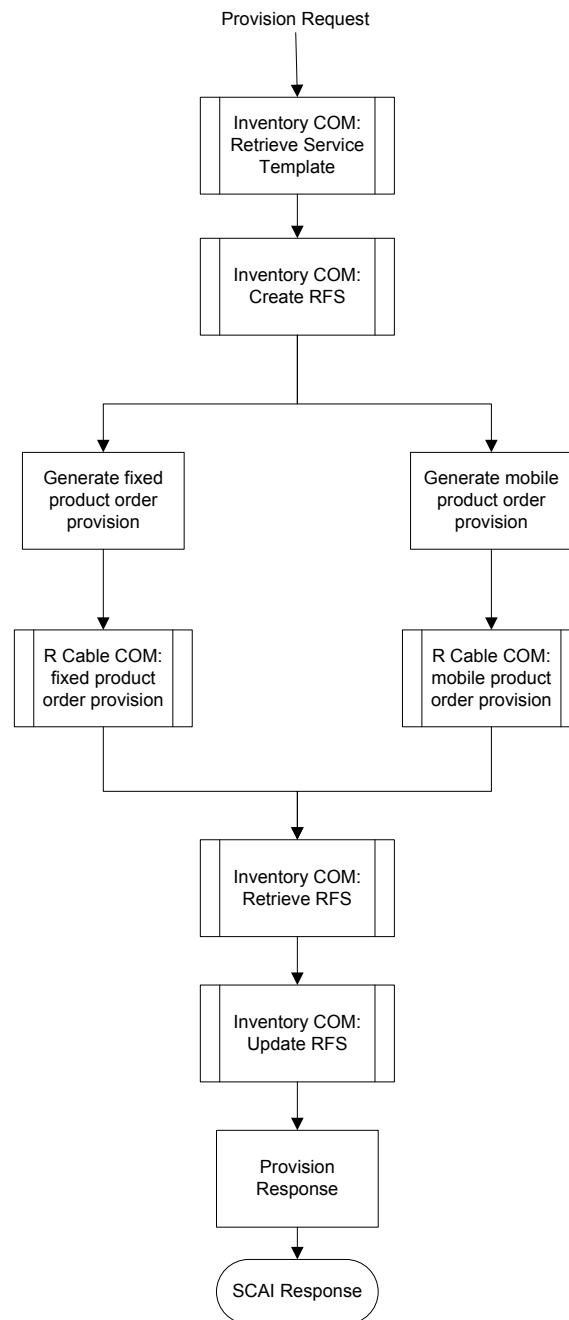 Provision Request
Inventory COM:
Retrieve Service
Template
Inventory COM:
Create RFS
Generate fixed
product order
provision
Generate mobile
product order
provision
R Cable COM:
fixed product
order provision
R Cable COM:
mobile product
order provision
Inventory COM:
Retrieve RFS
Inventory COM:
Update RFS
Provision
Response
SCAI Response